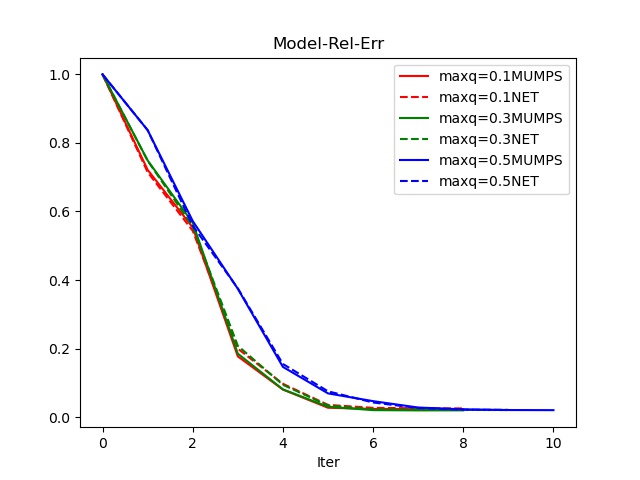 Model-Rel-Err
1.0
0.8
0.6
0.4
0.2
0.0
maxq=0.1MUMPS
maxq=0.1NET
maxq=0.3MUMPS
maxq=0.3NET
maxq=0.5MUMPS
maxq=0.5NET
0 2 4 6 8 10
Iter